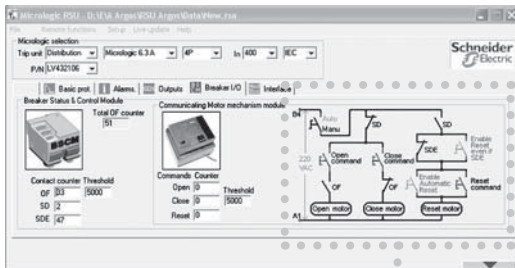 Micrologic RSU - D:\EVA Argos\RSU Argos\Data\New.rsa
File Remote functions Setup Live update Help
Micrologic selection
Trip unit Distribution Micrologic 6.3 A 4P In 400 IEC
P/N LV432106
Schneider
Electric
Basic prot. Alarms. Outputs Breaker I/O Interface
Breaker Status & Control Module
Total OF counter
51
BSCM
Contact counter Threshold
OF 33 5000
SD 2
SDE 47
Communicating Motor mechanism module
Commands Counter
Open 0 Threshold
Close 0 5000
Reset 0
B4
Auto
Manu
SD
SD
SDE
Enable
Reset
even if
SDE
220
VAC
Open
command
Close
command
Enable
Automatic
Reset
Reset
command
OF
OF
A1
Open motor Close motor Reset motor